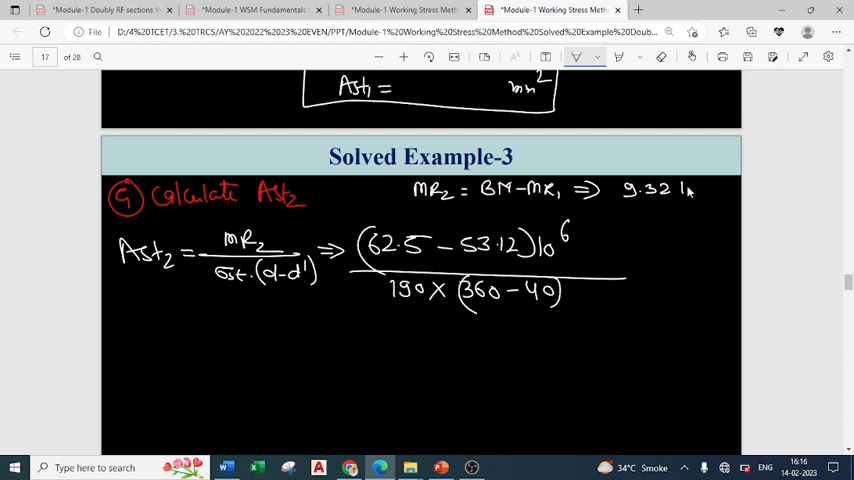 *Module-1 Doubly RF sections W
*Module-1 WSM Fundamentals
*Module-1 Working Stress Meth
*Module-1 Working Stress Meth
File
D:/4%20TCET/3.%20TRCS/AY%202022%202023%20EVEN/PPT/Module-1%20Working%20Stress%20Method%20Solved%20Example%20Doub...
17 of 28
Ast1 = mm2
Solved Example-3
G Calculate Ast2
MR2 = BM-MR1 ⇒ 9.32 k
Ast2 = MR2 / σst.(d-d') ⇒ (62.5 - 53.12)10^6 / 190 × (360 - 40)
Type here to search
34°C Smoke
ENG
16:16
14-02-2023